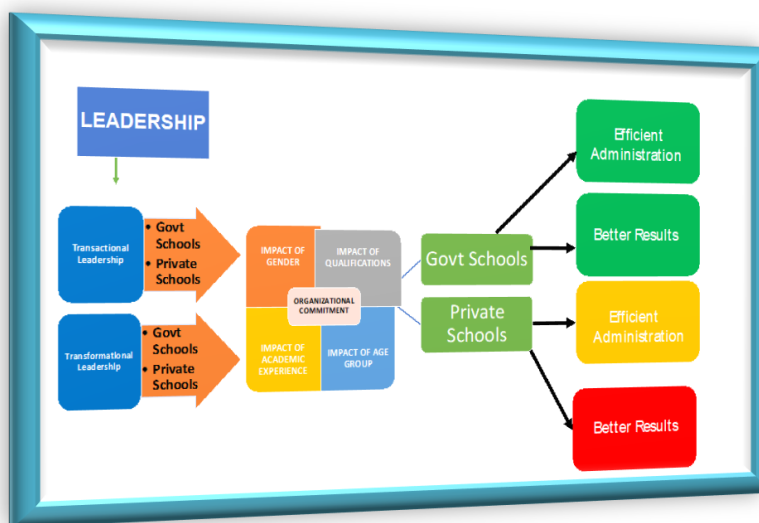 LEADERSHIP
Transactional
Leadership
• Govt
Schools
• Private
Schools
Transformational
Leadership
• Govt
Schools
• Private
Schools
IMPACT OF
GENDER
IMPACT OF
QUALIFICATIONS
ORGANIZATIONAL
COMMITMENT
IMPACT OF
ACADEMIC
EXPERIENCE
IMPACT OF AGE
GROUP
Govt Schools
Private
Schools
Efficient
Administration
Better Results
Efficient
Administration
Better Results